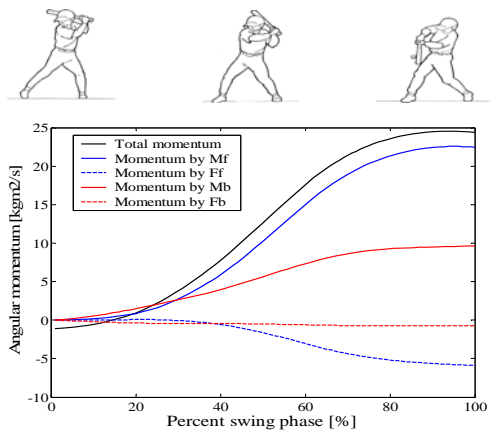 25
20
15
10
5
0
-5
-10
Angular momentum [kgm2/s]
Total momentum
Momentum by Mf
Momentum by Ff
Momentum by Mb
Momentum by Fb
0 20 40 60 80 100
Percent swing phase [%]